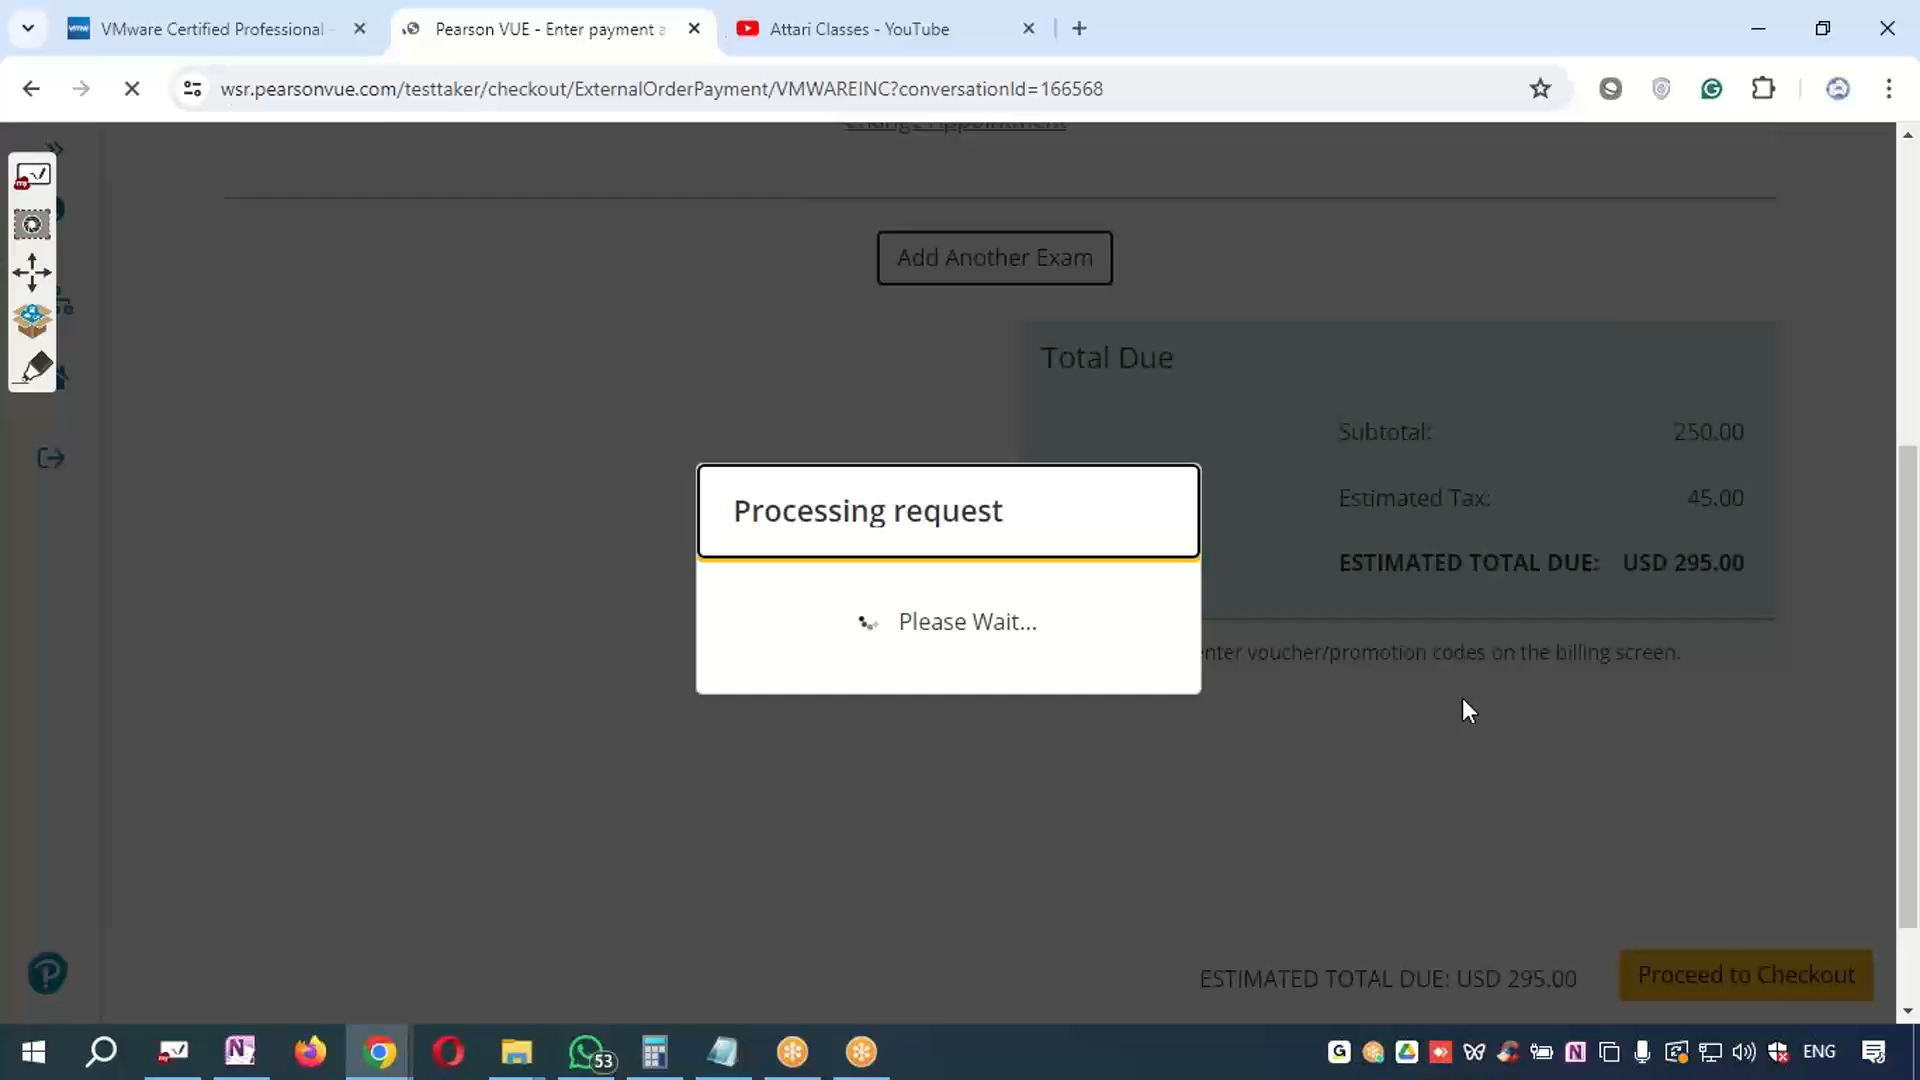 VMware Certified Professional
Pearson VUE - Enter payment a
Attari Classes - YouTube
wsr.pearsonvue.com/testtaker/checkout/ExternalOrderPayment/VMWAREINC?conversationId=166568
Change Appointment
Add Another Exam
Total Due
Subtotal: 250.00
Estimated Tax: 45.00
ESTIMATED TOTAL DUE: USD 295.00
Processing request
Please Wait...
enter voucher/promotion codes on the billing screen.
ESTIMATED TOTAL DUE: USD 295.00
Proceed to Checkout
53
ENG